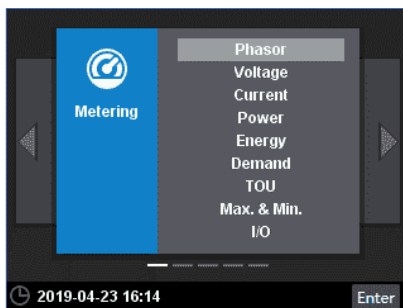 Metering
Phasor
Voltage
Current
Power
Energy
Demand
TOU
Max. & Min.
I/O
2019-04-23 16:14
Enter